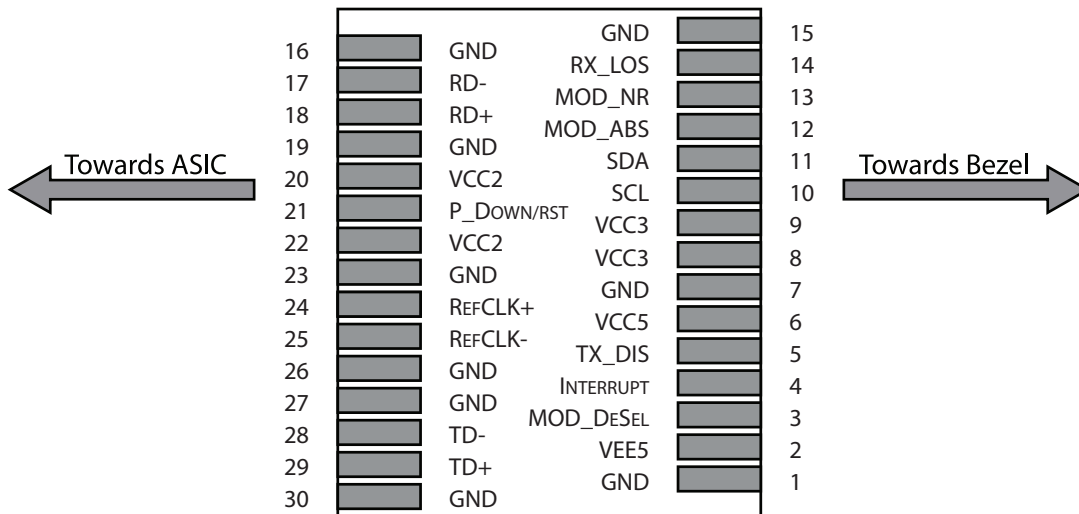 GND 15
16 GND
RX_LOS 14
17 RD-
MOD_NR 13
18 RD+
MOD_ABS 12
19 GND
Towards ASIC
SDA 11
Towards Bezel
20 VCC2
SCL 10
21 P_DOWN/RST
VCC3 9
22 VCC2
VCC3 8
23 GND
GND 7
24 REFCLK+
VCC5 6
25 REFCLK-
TX_DIS 5
26 GND
INTERRUPT 4
27 GND
MOD_DESEL 3
28 TD-
VEE5 2
29 TD+
GND 1
30 GND